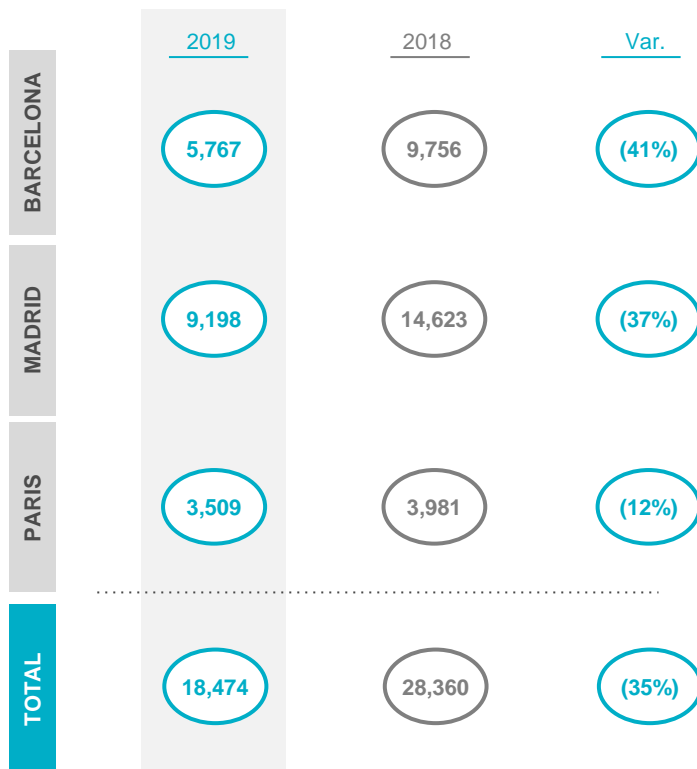 2019 2018 Var.
BARCELONA 5,767 9,756 (41%)
MADRID 9,198 14,623 (37%)
PARIS 3,509 3,981 (12%)
TOTAL 18,474 28,360 (35%)